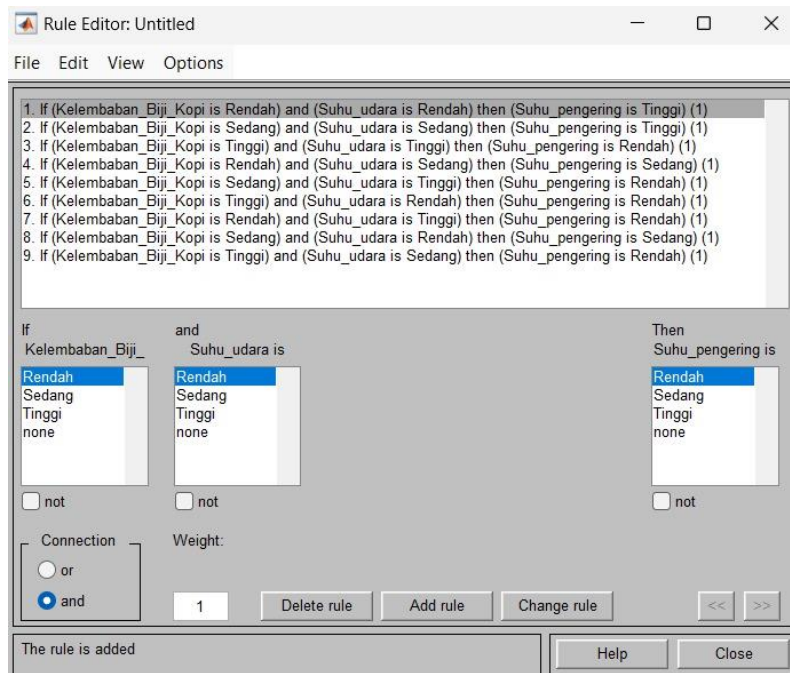 Rule Editor: Untitled
File Edit View Options
1. If (Kelembaban_Biji_Kopi is Rendah) and (Suhu_udara is Rendah) then (Suhu_pengering is Tinggi) (1)
2. If (Kelembaban_Biji_Kopi is Sedang) and (Suhu_udara is Sedang) then (Suhu_pengering is Tinggi) (1)
3. If (Kelembaban_Biji_Kopi is Tinggi) and (Suhu_udara is Tinggi) then (Suhu_pengering is Rendah) (1)
4. If (Kelembaban_Biji_Kopi is Rendah) and (Suhu_udara is Sedang) then (Suhu_pengering is Sedang) (1)
5. If (Kelembaban_Biji_Kopi is Sedang) and (Suhu_udara is Tinggi) then (Suhu_pengering is Rendah) (1)
6. If (Kelembaban_Biji_Kopi is Tinggi) and (Suhu_udara is Rendah) then (Suhu_pengering is Rendah) (1)
7. If (Kelembaban_Biji_Kopi is Rendah) and (Suhu_udara is Tinggi) then (Suhu_pengering is Rendah) (1)
8. If (Kelembaban_Biji_Kopi is Sedang) and (Suhu_udara is Rendah) then (Suhu_pengering is Sedang) (1)
9. If (Kelembaban_Biji_Kopi is Tinggi) and (Suhu_udara is Sedang) then (Suhu_pengering is Rendah) (1)
If
Kelembaban_Biji_
Rendah
Sedang
Tinggi
none
not
and
Suhu_udara is
Rendah
Sedang
Tinggi
none
not
Then
Suhu_pengering is
Rendah
Sedang
Tinggi
none
not
Connection
or
and
Weight:
1
Delete rule
Add rule
Change rule
<<
>>
The rule is added
Help
Close